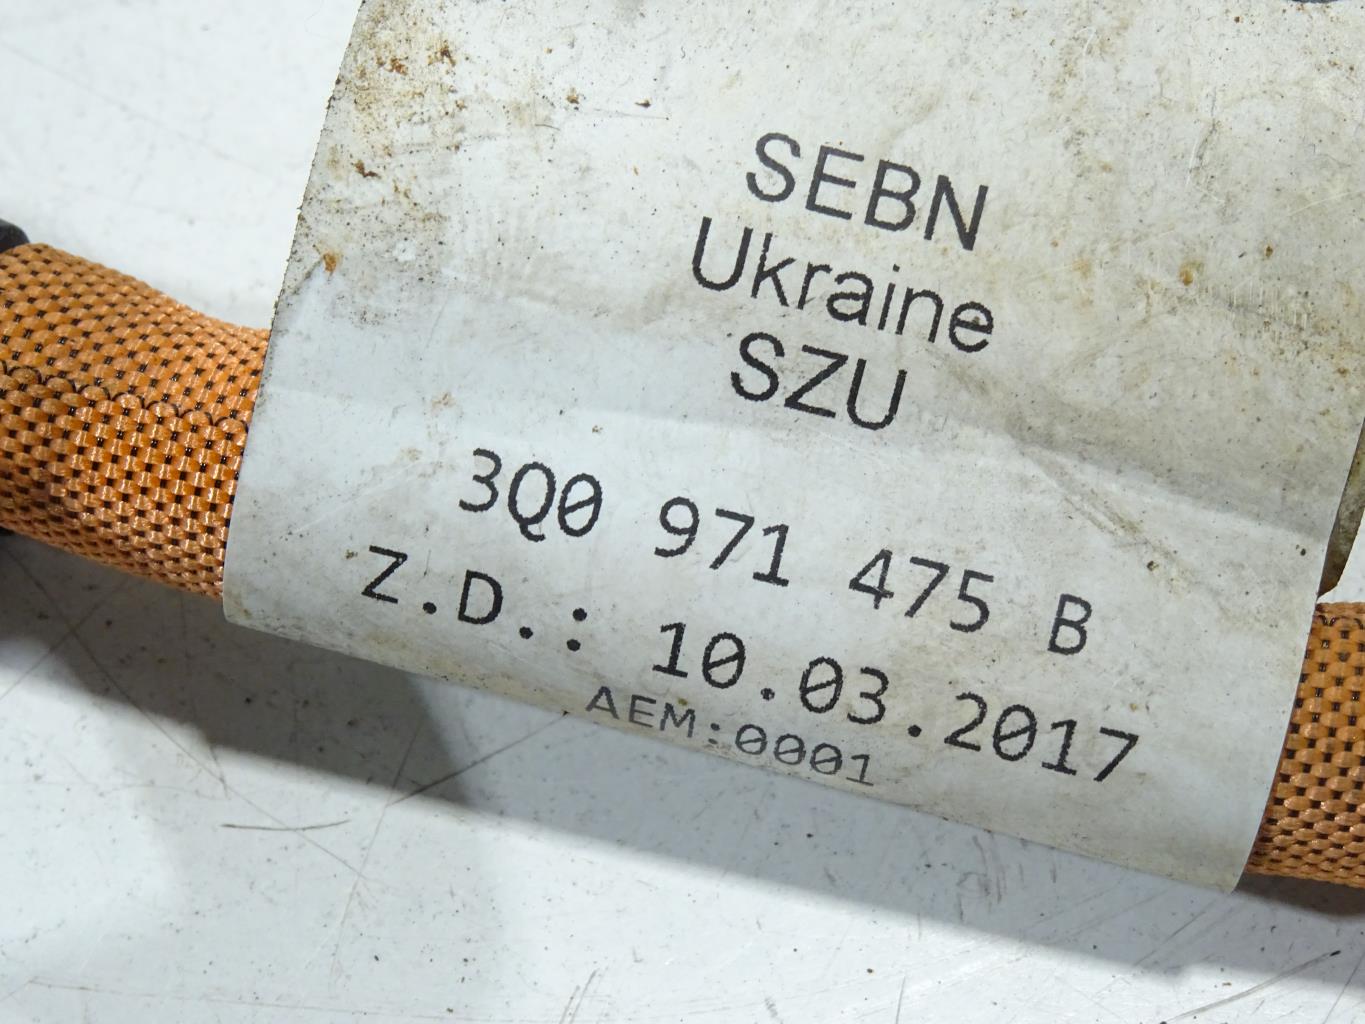 SEBN
Ukraine
SZU
3Q0 971 475 B
Z.D.: 10.03.2017
AEM:0001